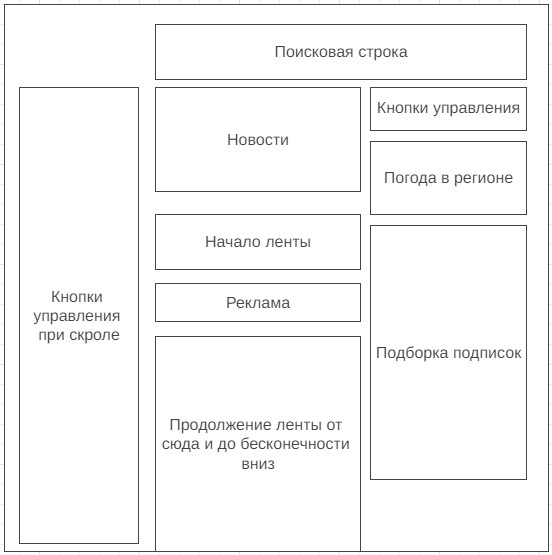 Поисковая строка
Кнопки управления
Новости
Погода в регионе
Начало ленты
Кнопки
управления
при скроле
Реклама
Подборка подписок
Продолжение ленты от
сюда и до бесконечности
вниз